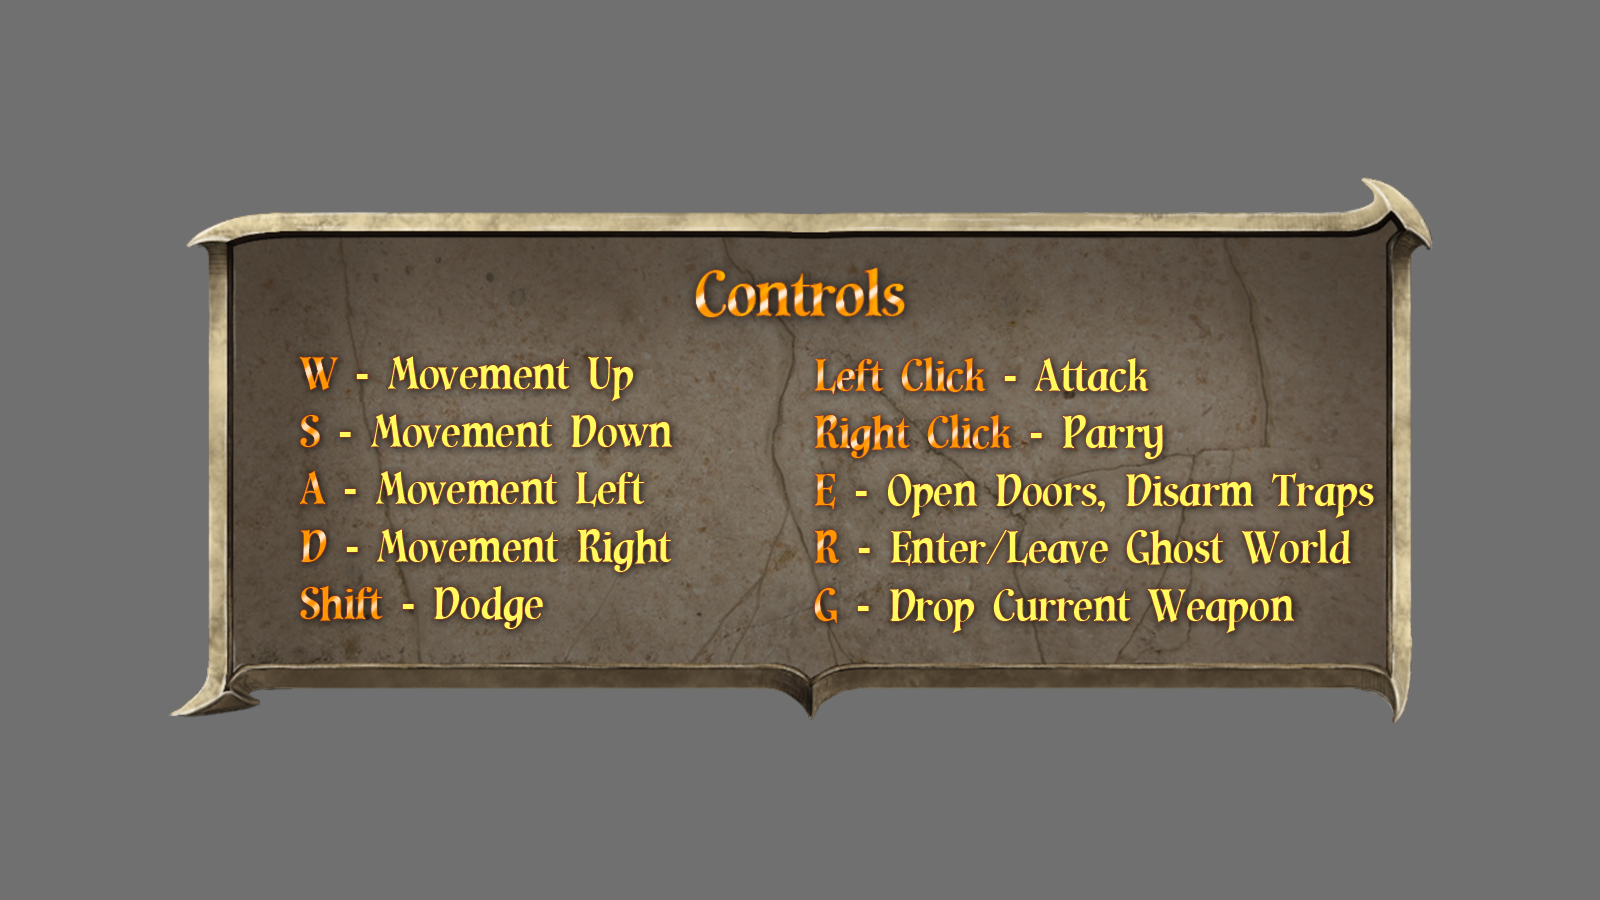 Controls
W - Movement Up
S - Movement Down
A - Movement Left
D - Movement Right
Shift - Dodge
Left Click - Attack
Right Click - Parry
E - Open Doors, Disarm Traps
R - Enter/Leave Ghost World
G - Drop Current Weapon